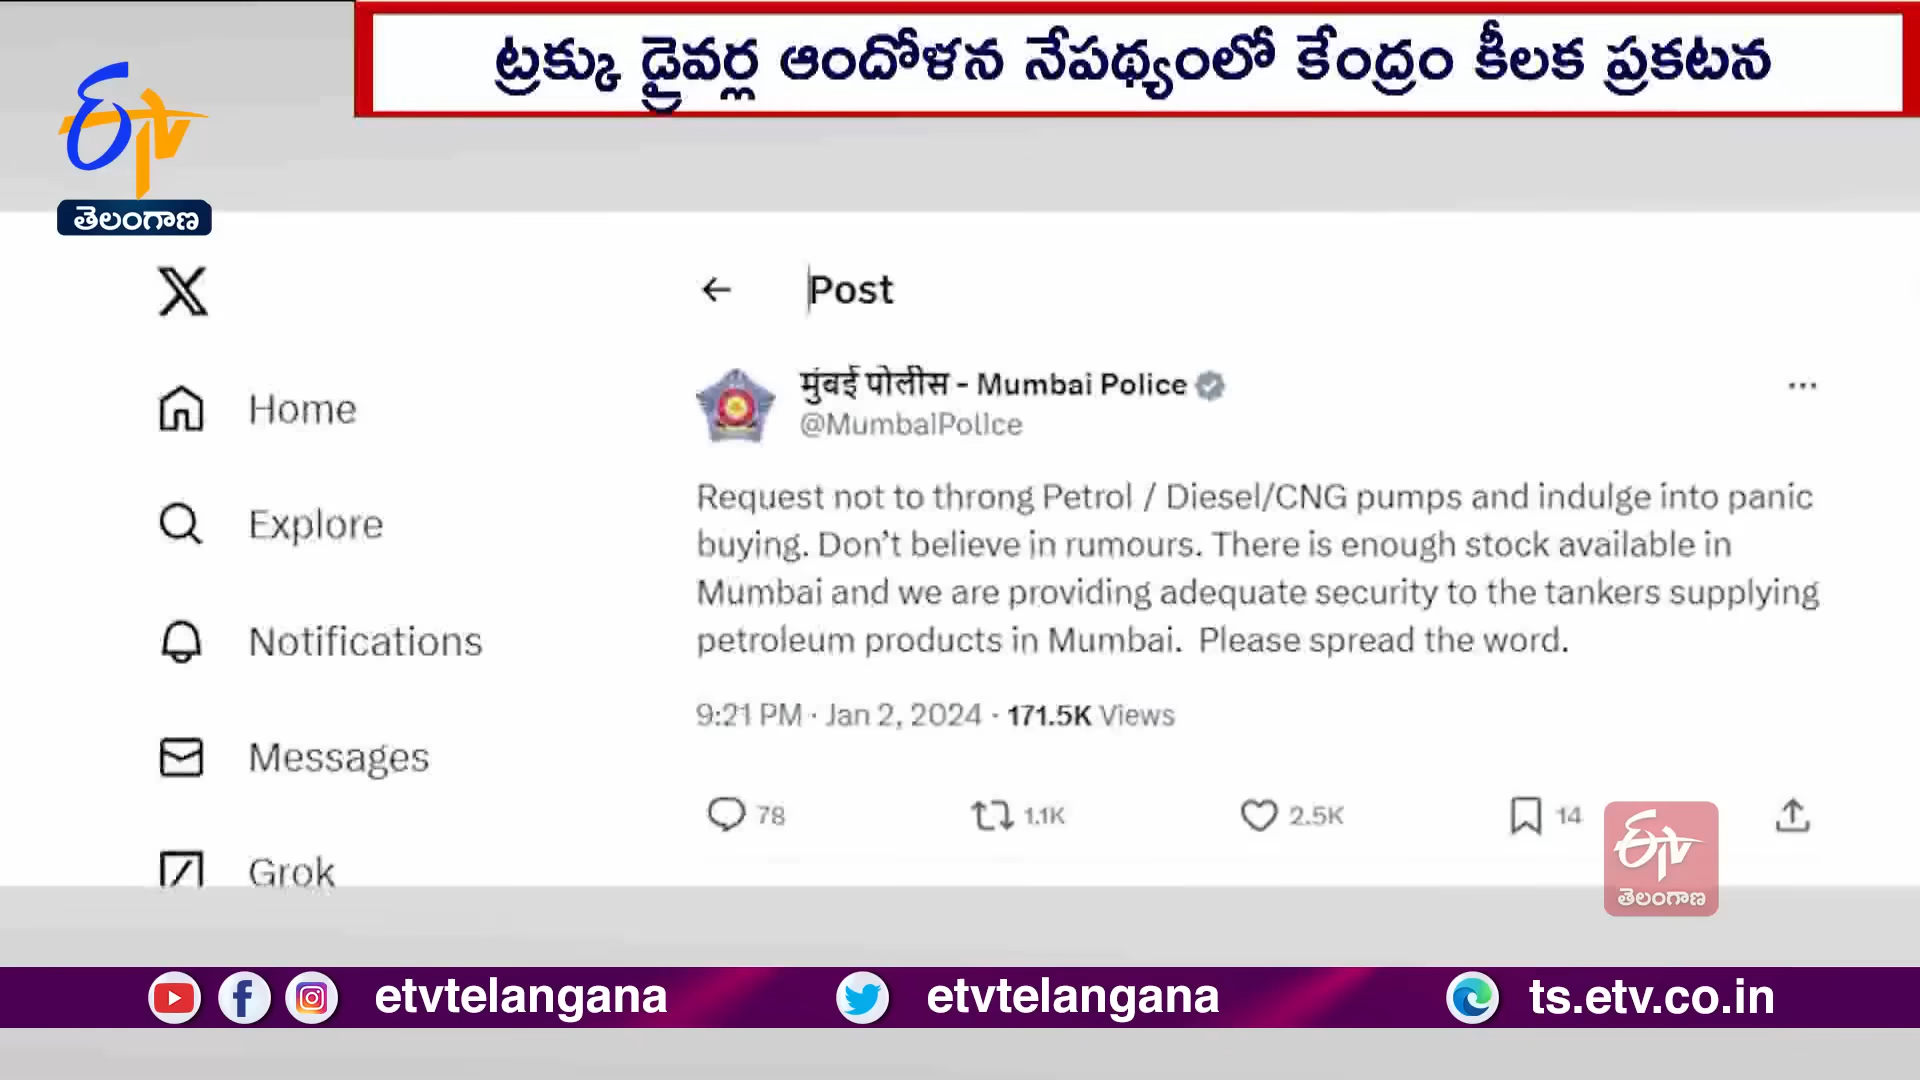 ట్రక్కు డ్రైవర్ల ఆందోళన నేపథ్యంలో కేంద్రం కీలక ప్రకటన
ETV
తెలంగాణ
X
Post
Home
Explore
Notifications
Messages
Grok
मुंबई पोलीस - Mumbai Police
@MumbaiPolice
Request not to throng Petrol / Diesel/CNG pumps and indulge into panic
buying. Don’t believe in rumours. There is enough stock available in
Mumbai and we are providing adequate security to the tankers supplying
petroleum products in Mumbai. Please spread the word.
9:21 PM · Jan 2, 2024 · 171.5K Views
78 1.1K 2.5K 14
ETV
తెలంగాణ
etvtelangana etvtelangana ts.etv.co.in